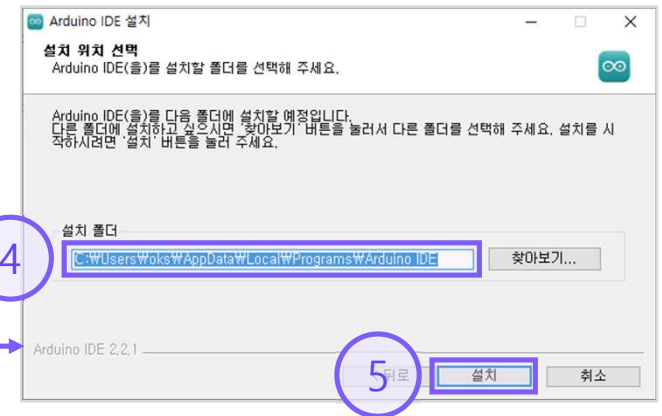 Arduino IDE 설치
설치 위치 선택
Arduino IDE(을)를 설치할 폴더를 선택해 주세요.
Arduino IDE(을)를 다음 폴더에 설치할 예정입니다.
다른 폴더에 설치하고 싶으시면 '찾아보기' 버튼을 눌러서 다른 폴더를 선택해 주세요. 설치를 시
작하시려면 '설치' 버튼을 눌러 주세요.
설치 폴더
4
C:₩Users₩oks₩AppData₩Local₩Programs₩Arduino IDE
찾아보기...
Arduino IDE 2.2.1
5
뒤로
설치
취소